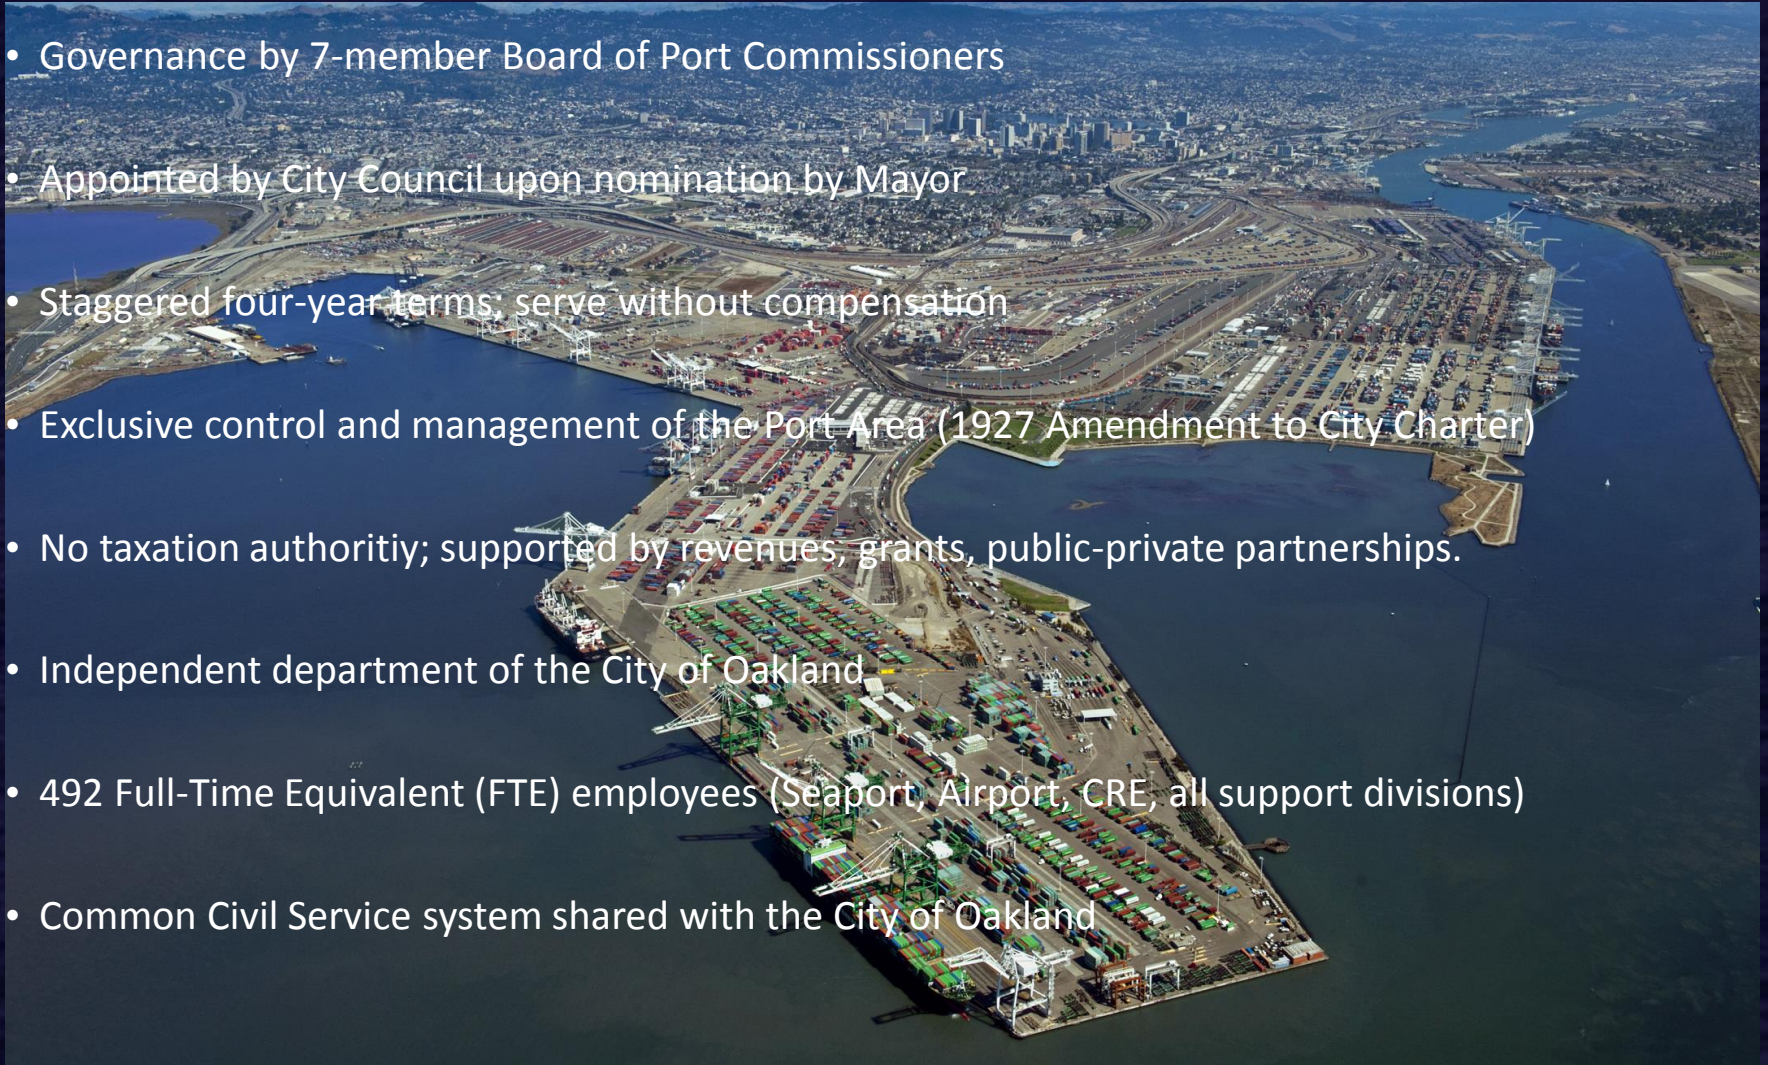 • Governance by 7-member Board of Port Commissioners
• Appointed by City Council upon nomination by Mayor
• Staggered four-year terms; serve without compensation
• Exclusive control and management of the Port Area (1927 Amendment to City Charter)
• No taxation authoritiy; supported by revenues, grants, public-private partnerships.
• Independent department of the City of Oakland
• 492 Full-Time Equivalent (FTE) employees (Seaport, Airport, CRE, all support divisions)
• Common Civil Service system shared with the City of Oakland